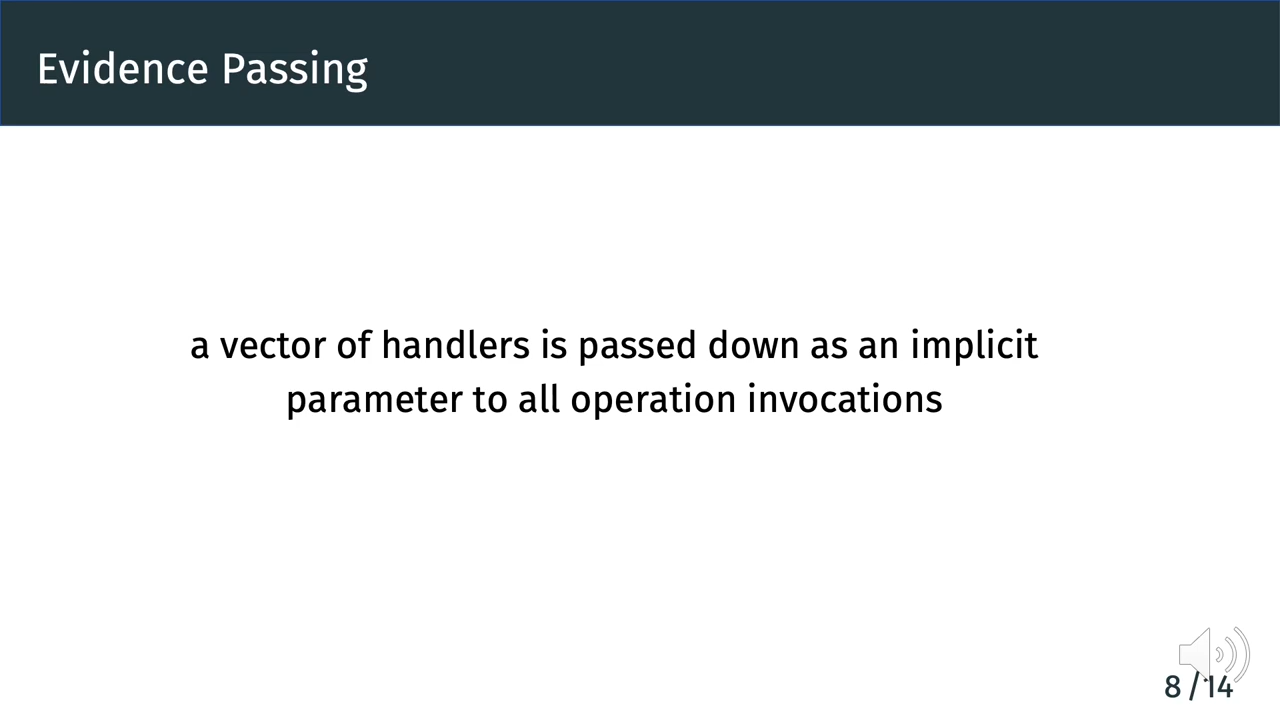 Evidence Passing
a vector of handlers is passed down as an implicit
parameter to all operation invocations
8 / 14